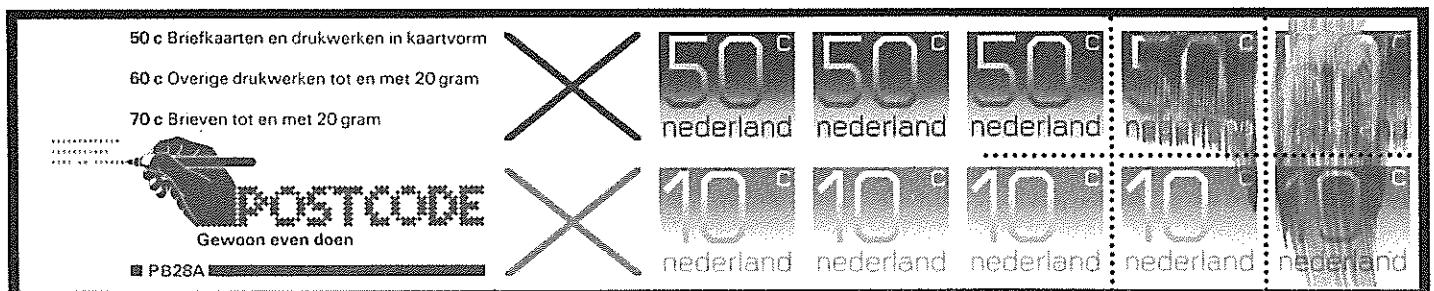 50 c Briefkaarten en drukwerken in kaartvorm
60 c Overige drukwerken tot en met 20 gram
70 c Brieven tot en met 20 gram
POSTCODE
Gewoon even doen
PB28A
50 c 50 c 50 c c
nederland nederland nederland nederland
10 c 10 c 10 c 10 c 10 c
nederland nederland nederland nederland nederland